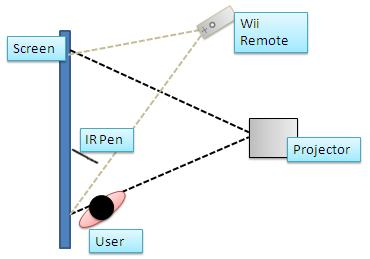 Screen
Wii
Remote
IR Pen
Projector
User